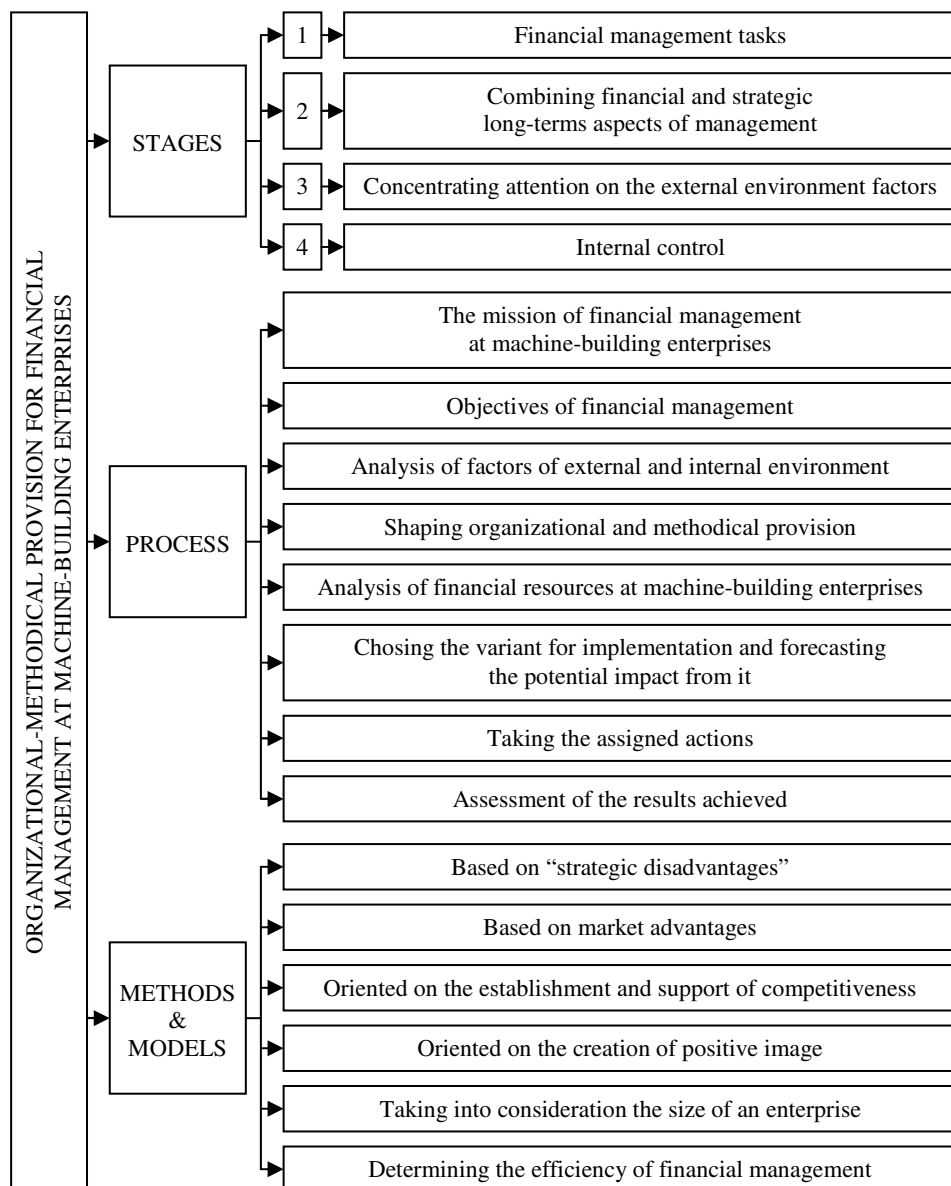 ORGANIZATIONAL-METHODICAL PROVISION FOR FINANCIAL
MANAGEMENT AT MACHINE-BUILDING ENTERPRISES
STAGES
1
Financial management tasks
2
Combining financial and strategic
long-terms aspects of management
3
Concentrating attention on the external environment factors
4
Internal control
PROCESS
The mission of financial management
at machine-building enterprises
Objectives of financial management
Analysis of factors of external and internal environment
Shaping organizational and methodical provision
Analysis of financial resources at machine-building enterprises
Chosing the variant for implementation and forecasting
the potential impact from it
Taking the assigned actions
Assessment of the results achieved
METHODS
&
MODELS
Based on “strategic disadvantages”
Based on market advantages
Oriented on the establishment and support of competitiveness
Oriented on the creation of positive image
Taking into consideration the size of an enterprise
Determining the efficiency of financial management